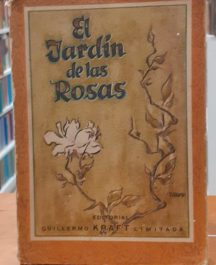 El
Jardín
de las
Rosas
EDITORIAL
GUILLERMO KRAFT LIMITADA